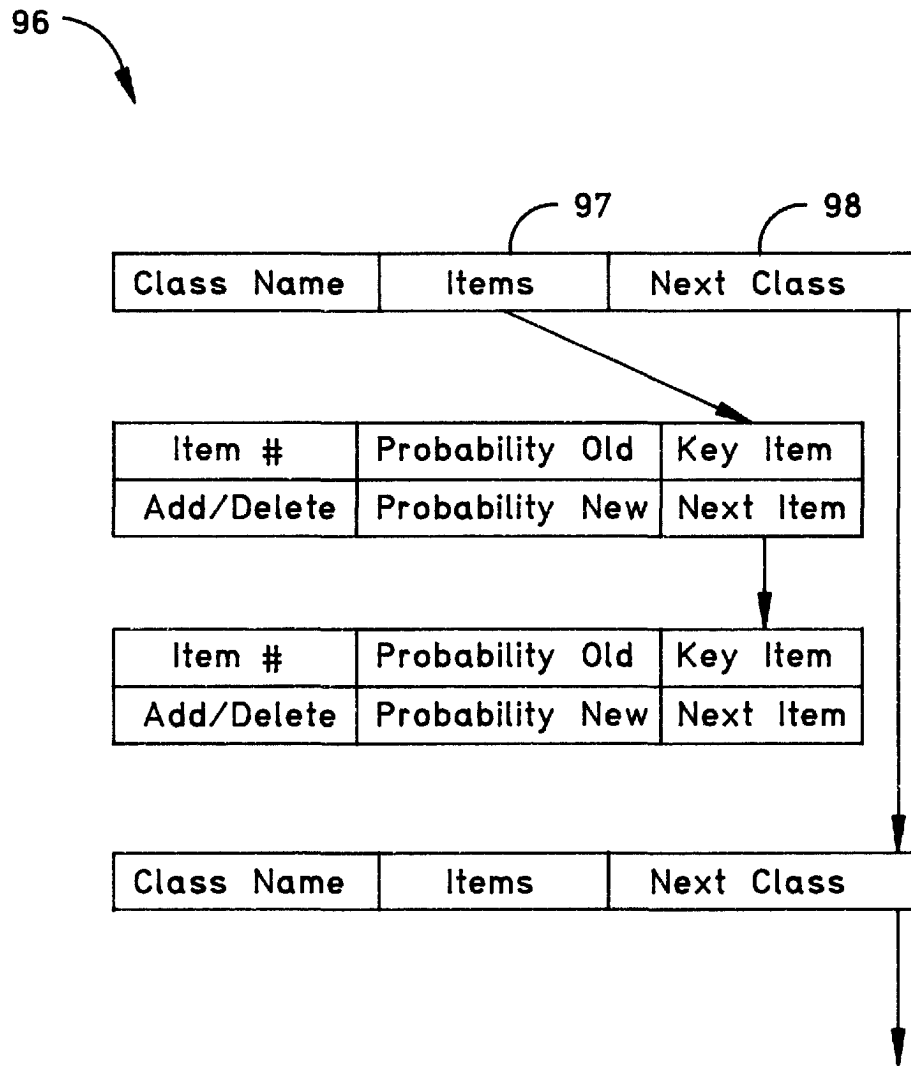 96
97 98
Class Name Items Next Class
Item # Probability Old Key Item
Add/Delete Probability New Next Item
Item # Probability Old Key Item
Add/Delete Probability New Next Item
Class Name Items Next Class